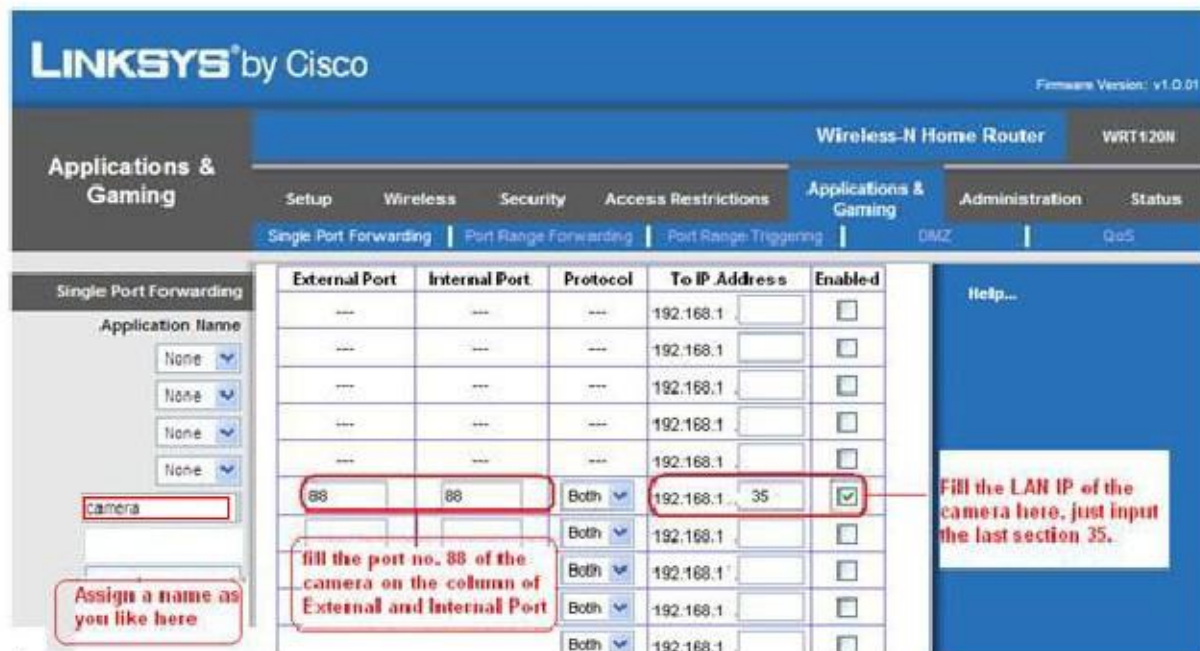 LINKSYS® by Cisco
Firmware Version: v1.0.01
Wireless-N Home Router WRT120N
Applications & Gaming
Setup Wireless Security Access Restrictions Applications & Gaming Administration Status
Single Port Forwarding | Port Range Forwarding | Port Range Triggering | DMZ | QoS
Single Port Forwarding
Application Name
External Port Internal Port Protocol To IP Address Enabled
Help...
--- --- --- 192.168.1 .
None --- --- --- 192.168.1
None --- --- --- 192.168.1 .
None --- --- --- 192.168.1 .
None --- --- --- 192.168.1 .
camera 88 88 Both 192.168.1 . 35
Both 192.168.1 .
Both 192.168.1 .
Both 192.168.1 .
Both 192.168.1 .
Fill the LAN IP of the
camera here, just input
the last section 35.
fill the port no. 88 of the
camera on the column of
External and Internal Port
Assign a name as
you like here